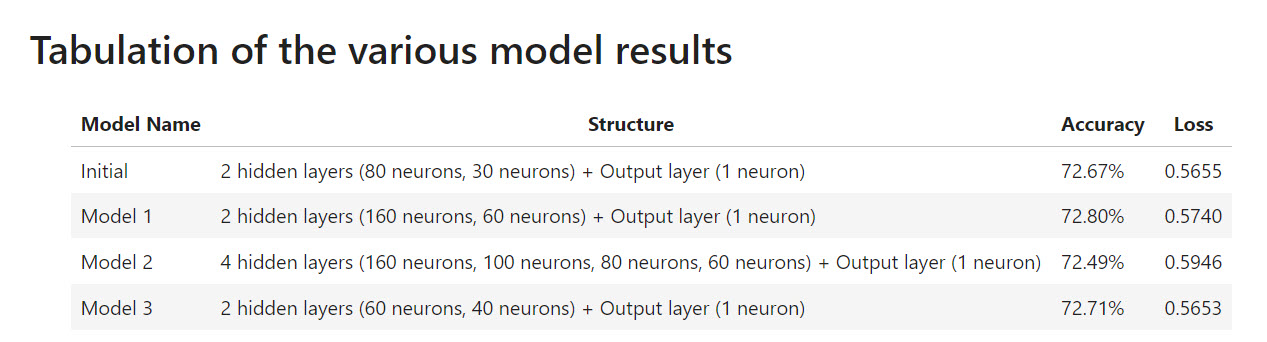 Tabulation of the various model results
Model Name Structure Accuracy Loss
Initial 2 hidden layers (80 neurons, 30 neurons) + Output layer (1 neuron) 72.67% 0.5655
Model 1 2 hidden layers (160 neurons, 60 neurons) + Output layer (1 neuron) 72.80% 0.5740
Model 2 4 hidden layers (160 neurons, 100 neurons, 80 neurons, 60 neurons) + Output layer (1 neuron) 72.49% 0.5946
Model 3 2 hidden layers (60 neurons, 40 neurons) + Output layer (1 neuron) 72.71% 0.5653